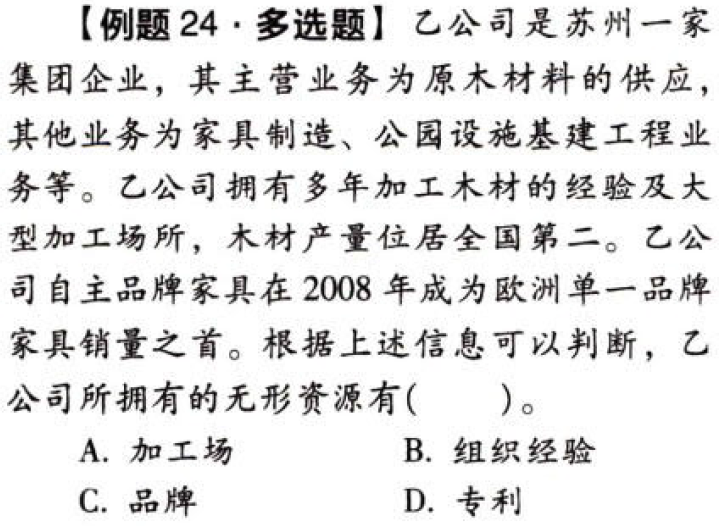 【例题 24·多选题】乙公司是苏州一家
集团企业，其主营业务为原木材料的供应，
其他业务为家具制造、公园设施基建工程业
务等。乙公司拥有多年加工木材的经验及大
型加工场所，木材产量位居全国第二。乙公
司自主品牌家具在 2008 年成为欧洲单一品牌
家具销量之首。根据上述信息可以判断，乙
公司所拥有的无形资源有(　　)。
A. 加工场　　B. 组织经验
C. 品牌　　D. 专利